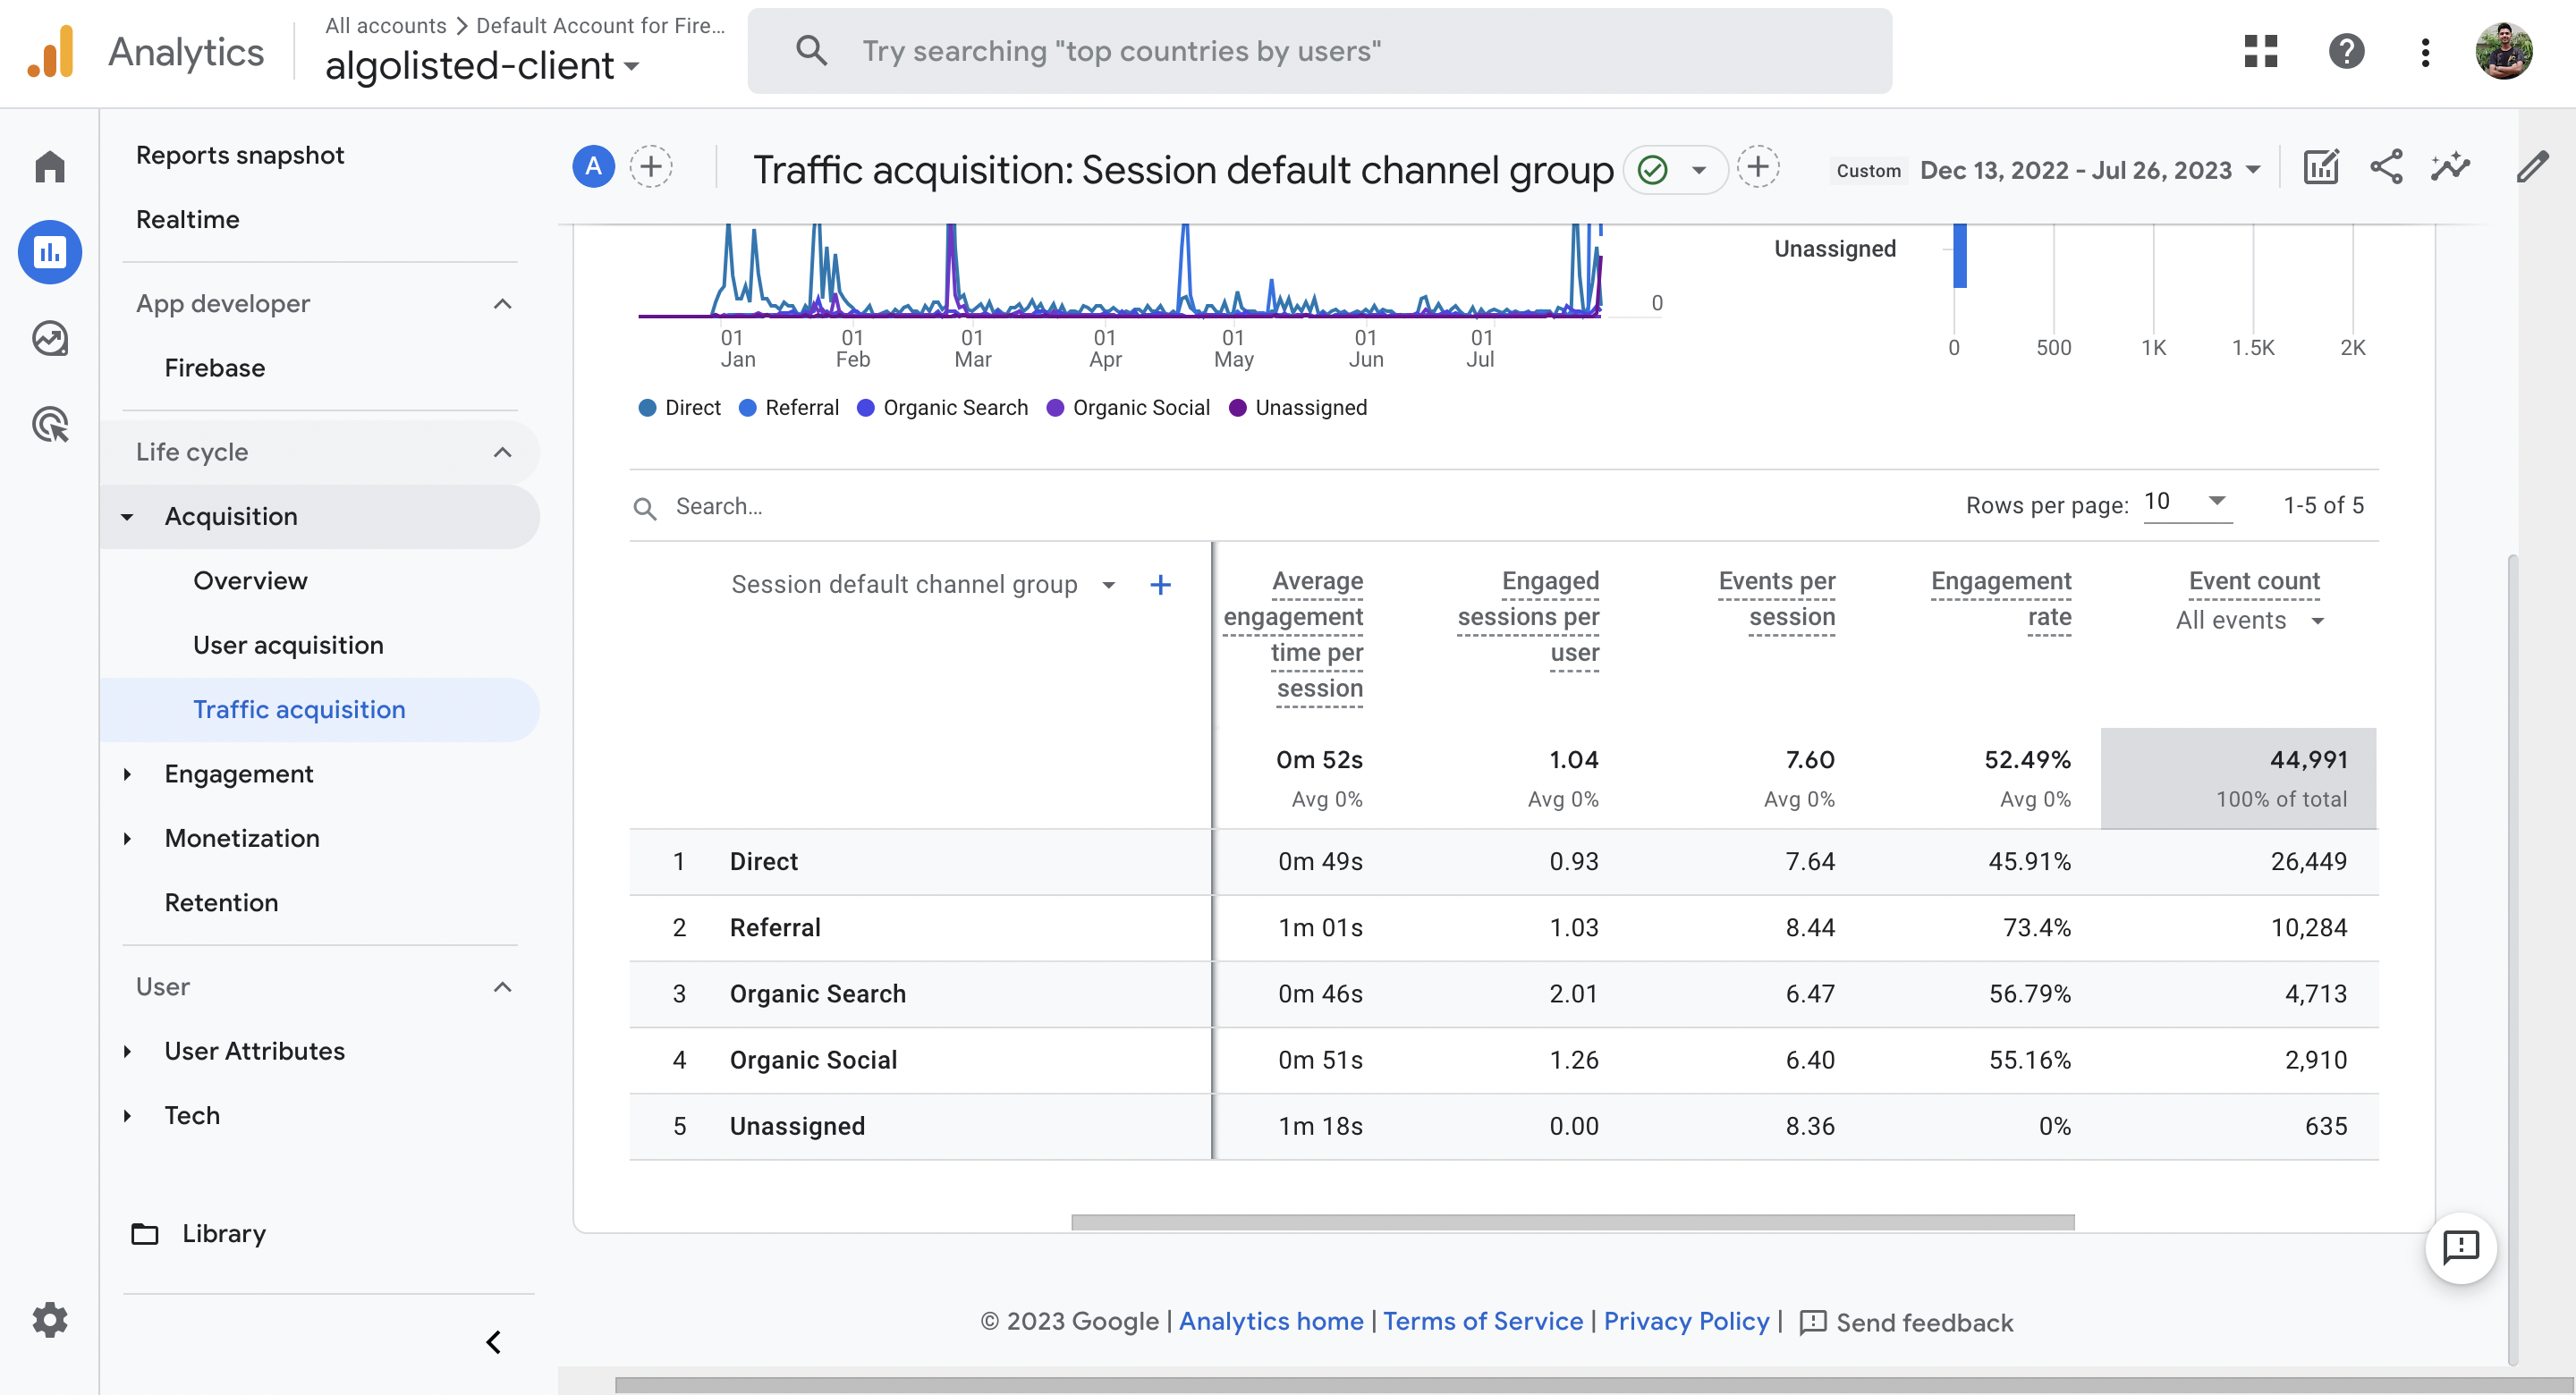 All accounts > Default Account for Fire...
Analytics
algolisted-client
Try searching "top countries by users"
Reports snapshot
Realtime
App developer
Firebase
Life cycle
Acquisition
Overview
User acquisition
Traffic acquisition
Engagement
Monetization
Retention
User
User Attributes
Tech
Library
A
Traffic acquisition: Session default channel group
Custom Dec 13, 2022 - Jul 26, 2023
0
01 Jan
01 Feb
01 Mar
01 Apr
01 May
01 Jun
01 Jul
Direct Referral Organic Search Organic Social Unassigned
Unassigned
0 500 1K 1.5K 2K
Search...
Rows per page: 10 1-5 of 5
Session default channel group
Average engagement time per session
Engaged sessions per user
Events per session
Engagement rate
Event count
All events
0m 52s 1.04 7.60 52.49% 44,991
Avg 0% Avg 0% Avg 0% Avg 0% 100% of total
1 Direct 0m 49s 0.93 7.64 45.91% 26,449
2 Referral 1m 01s 1.03 8.44 73.4% 10,284
3 Organic Search 0m 46s 2.01 6.47 56.79% 4,713
4 Organic Social 0m 51s 1.26 6.40 55.16% 2,910
5 Unassigned 1m 18s 0.00 8.36 0% 635
© 2023 Google | Analytics home | Terms of Service | Privacy Policy | Send feedback